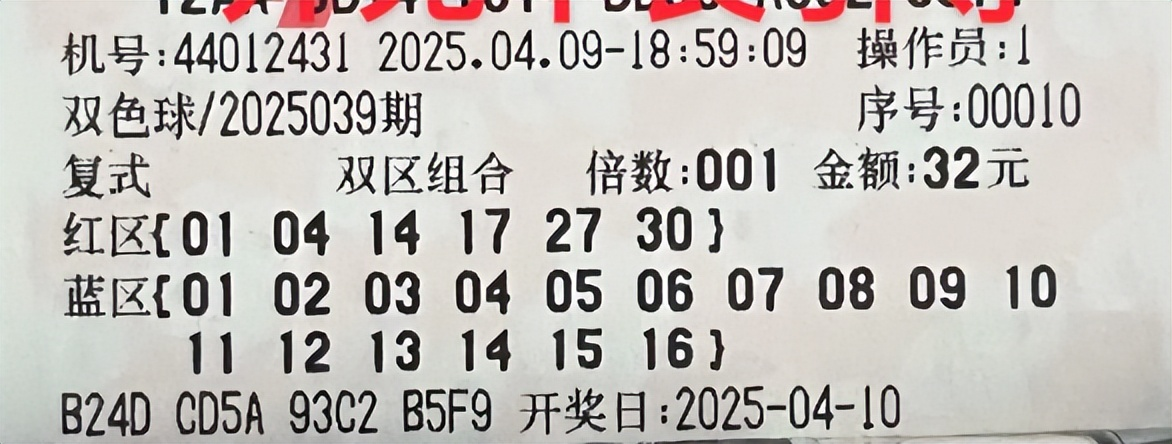 机号:44012431 2025.04.09-18:59:09 操作员:1
双色球/2025039期 序号:00010
复式 双区组合 倍数:001 金额:32元
红区{01 04 14 17 27 30}
蓝区{01 02 03 04 05 06 07 08 09 10
11 12 13 14 15 16}
B24D CD5A 93C2 B5F9 开奖日:2025-04-10